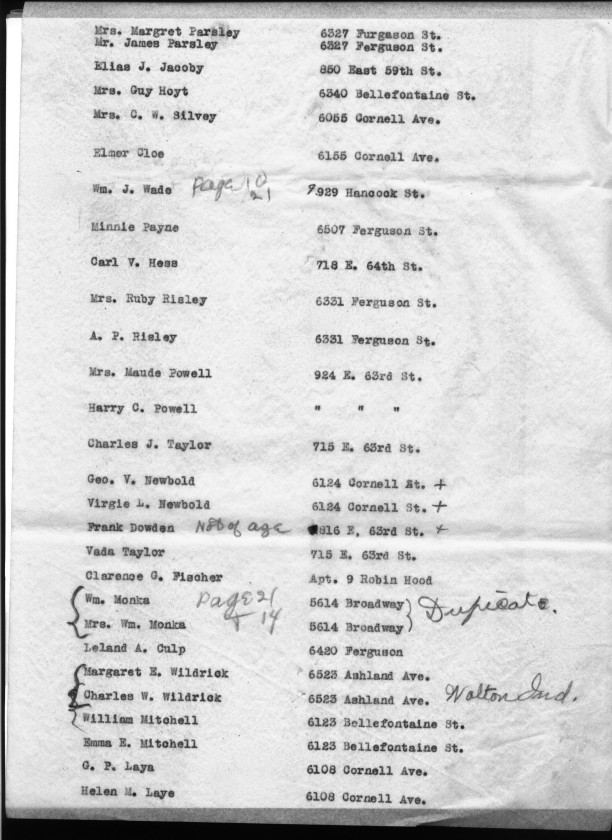 Mrs. Margret Parsley 6327 Furgason St.
Mr. James Parsley 6327 Ferguson St.
Elias J. Jacoby 850 East 59th St.
Mrs. Guy Hoyt 6340 Bellefontaine St.
Mrs. C. W. Silvey 6055 Cornell Ave.
Elmer Cloe 6155 Cornell Ave.
Wm. J. Wade Page 10 21 929 Hancock St.
Minnie Payne 6507 Ferguson St.
Carl V. Hess 718 E. 64th St.
Mrs. Ruby Risley 6331 Ferguson St.
A. P. Risley 6331 Ferguson St.
Mrs. Maude Powell 924 E. 63rd St.
Harry C. Powell " " "
Charles J. Taylor 715 E. 63rd St.
Geo. V. Newbold 6124 Cornell St. +
Virgie L. Newbold 6124 Cornell St. +
Frank Dowden Not of age 816 E, 63rd St. +
Vada Taylor 715 E. 63rd St.
Clarence G. Fischer Apt. 9 Robin Hood
Wm. Monka Page 21 5614 Broadway Dupicate.
Mrs. Wm. Monka + 14 5614 Broadway
Leland A. Culp 6420 Ferguson
Margaret E. Wildrick 6523 Ashland Ave.
Charles W. Wildrick 6523 Ashland Ave. Walton Ind.
William Mitchell 6123 Bellefontaine St.
Emma E. Mitchell 6123 Bellefontaine St.
G. P. Laya 6108 Cornell Ave.
Helen M. Laye 6108 Cornell Ave.